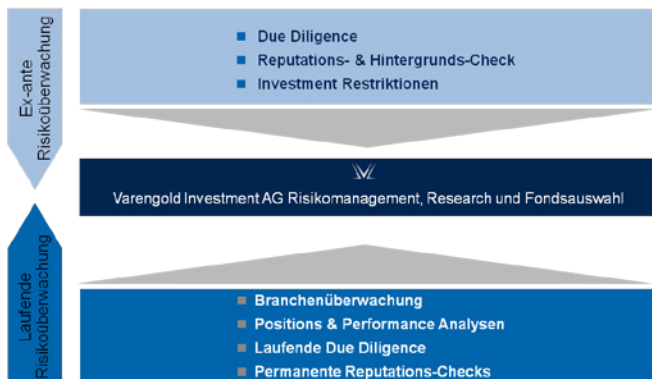 Ex-ante
Risikoüberwachung
Due Diligence
Reputations- & Hintergrunds-Check
Investment Restriktionen
Varengold Investment AG Risikomanagement, Research und Fondsauswahl
Laufende
Risikoüberwachung
Branchenüberwachung
Positions & Performance Analysen
Laufende Due Diligence
Permanente Reputations-Checks